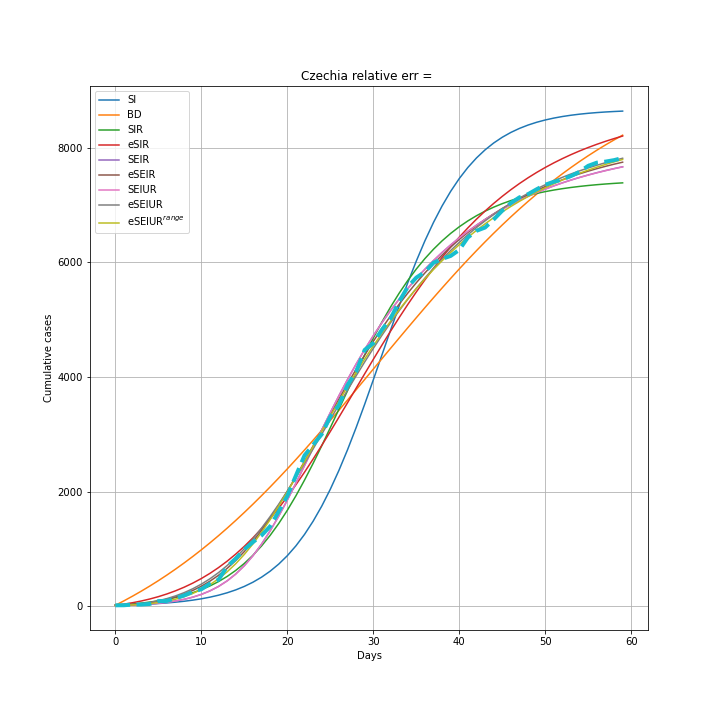 Czechia relative err =
SI
BD
SIR
eSIR
SEIR
eSEIR
SEIUR
eSEIUR
eSEIUR^range
8000
6000
4000
2000
0
Cumulative cases
0 10 20 30 40 50 60
Days